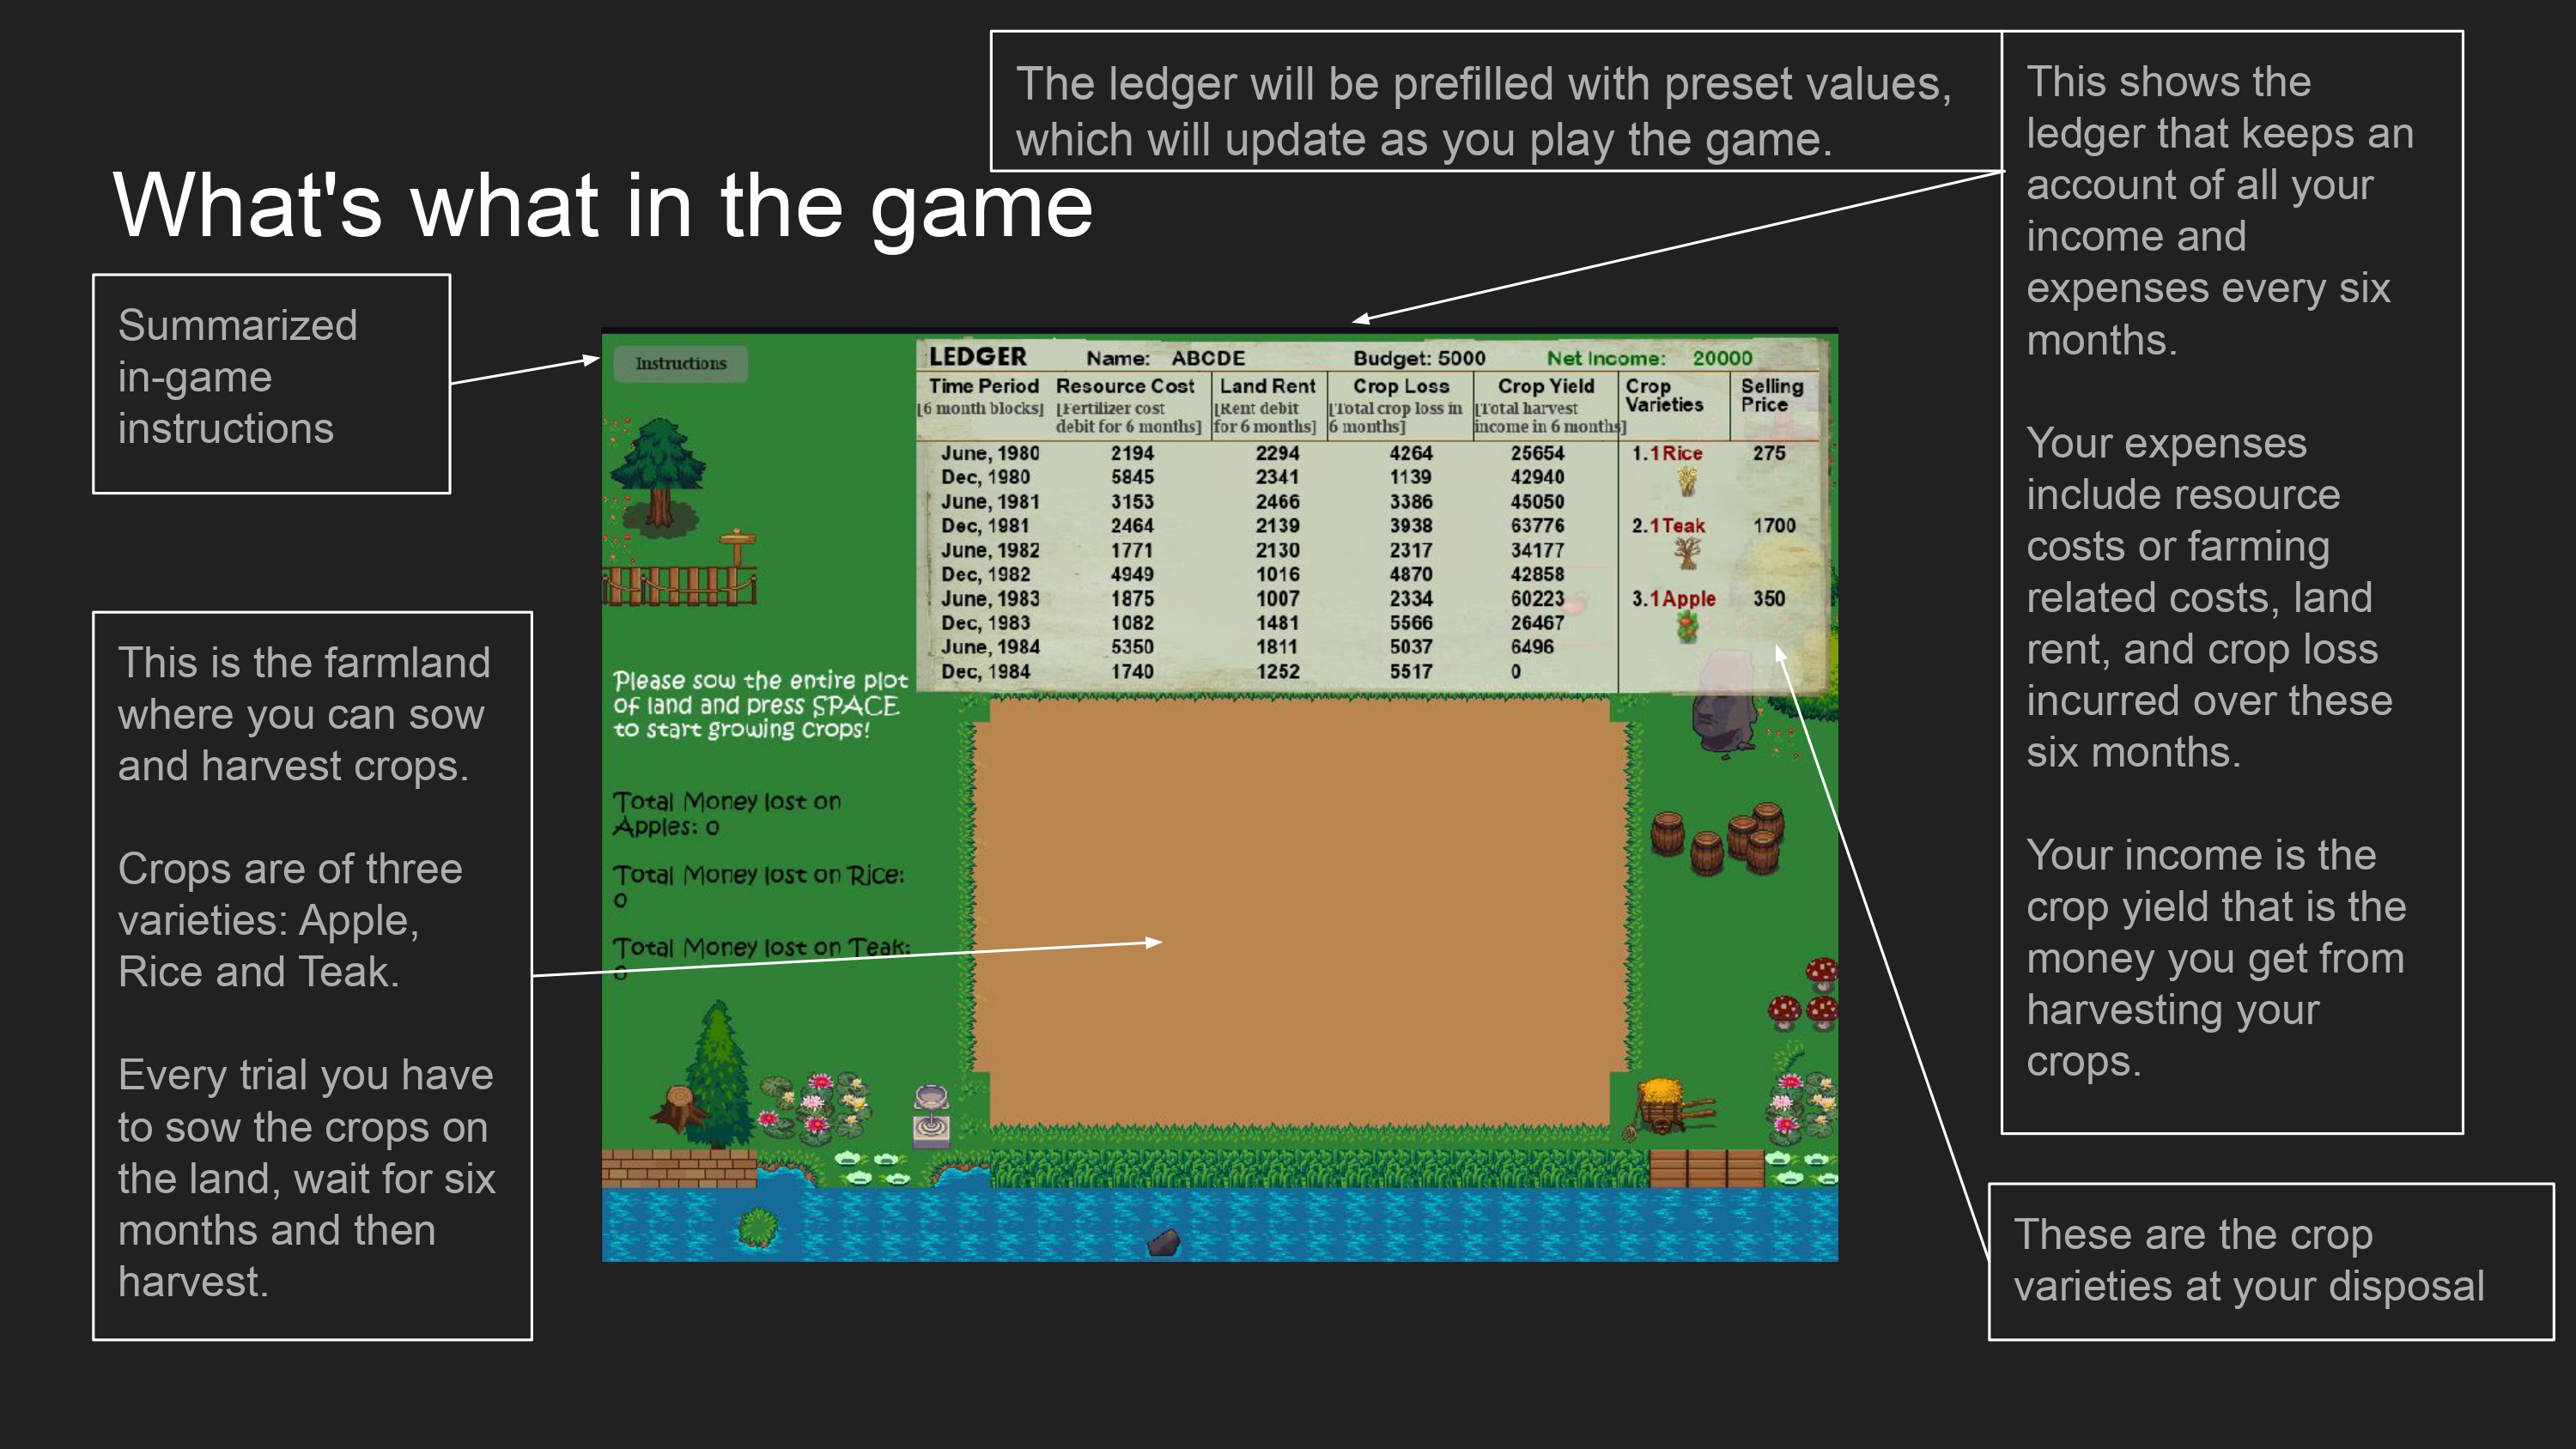 The ledger will be prefilled with preset values,
which will update as you play the game.
What's what in the game
Summarized
in-game
instructions
This is the farmland
where you can sow
and harvest crops.
Crops are of three
varieties: Apple,
Rice and Teak.
Every trial you have
to sow the crops on
the land, wait for six
months and then
harvest.
Instructions
LEDGER Name: ABCDE Budget: 5000 Net Income: 20000
Time Period Resource Cost Land Rent Crop Loss Crop Yield Crop Varieties Selling Price
[6 month blocks] [Fertilizer cost debit for 6 months] [Rent debit for 6 months] [Total crop loss in 6 months] [Total harvest income in 6 months]
June, 1980 2194 2294 4264 25654 1.1Rice 275
Dec, 1980 5845 2341 1139 42940
June, 1981 3153 2466 3386 45050
Dec, 1981 2464 2139 3938 63776 2.1Teak 1700
June, 1982 1771 2130 2317 34177
Dec, 1982 4949 1016 4870 42858
June, 1983 1875 1007 2334 60223 3.1Apple 350
Dec, 1983 1082 1481 5566 26467
June, 1984 5350 1811 5037 6496
Dec, 1984 1740 1252 5517 0
Please sow the entire plot
of land and press SPACE
to start growing crops!
Total Money lost on
Apples: 0
Total Money lost on Rice:
0
Total Money lost on Teak:
0
This shows the
ledger that keeps an
account of all your
income and
expenses every six
months.
Your expenses
include resource
costs or farming
related costs, land
rent, and crop loss
incurred over these
six months.
Your income is the
crop yield that is the
money you get from
harvesting your
crops.
These are the crop
varieties at your disposal